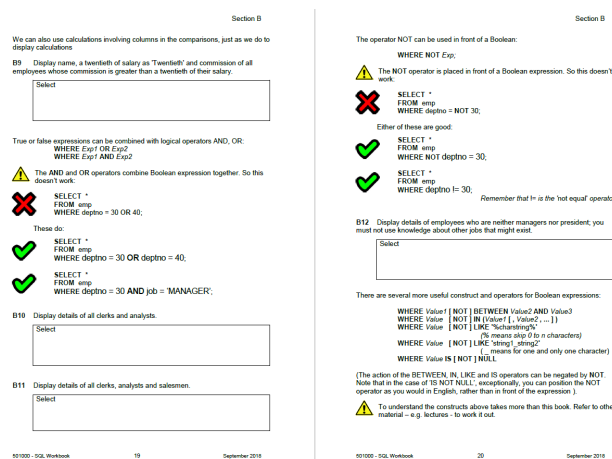 Section B
We can also use calculations involving columns in the comparisons, just as we do to
display calculations
B9 Display name, a twentieth of salary as 'Twentieth' and commission of all
employees whose commission is greater than a twentieth of their salary.
Select
True or false expressions can be combined with logical operators AND, OR:
WHERE Exp1 OR Exp2
WHERE Exp1 AND Exp2
The AND and OR operators combine Boolean expression together. So this
doesn't work:
SELECT *
FROM emp
WHERE deptno = 30 OR 40;
These do:
SELECT *
FROM emp
WHERE deptno = 30 OR deptno = 40;
SELECT *
FROM emp
WHERE deptno = 30 AND job = 'MANAGER';
B10 Display details of all clerks and analysts.
Select
B11 Display details of all clerks, analysts and salesmen.
Select
501000 - SQL Workbook 19 September 2018
Section B
The operator NOT can be used in front of a Boolean:
WHERE NOT Exp;
The NOT operator is placed in front of a Boolean expression. So this doesn't
work:
SELECT *
FROM emp
WHERE deptno = NOT 30;
Either of these are good:
SELECT *
FROM emp
WHERE NOT deptno = 30;
SELECT *
FROM emp
WHERE deptno != 30;
Remember that != is the 'not equal' operato
B12 Display details of employees who are neither managers nor president; you
must not use knowledge about other jobs that might exist.
Select
There are several more useful construct and operators for Boolean expressions:
WHERE Value1 [ NOT ] BETWEEN Value2 AND Value3
WHERE Value [ NOT ] IN (Value1 [ , Value2 , ... ] )
WHERE Value [ NOT ] LIKE '%charstring%'
(% means skip 0 to n characters)
WHERE Value [ NOT ] LIKE 'string1_string2'
( _ means for one and only one character)
WHERE Value IS [ NOT ] NULL
(The action of the BETWEEN, IN, LIKE and IS operators can be negated by NOT.
Note that in the case of 'IS NOT NULL', exceptionally, you can position the NOT
operator as you would in English, rather than in front of the expression ).
To understand the constructs above takes more than this book. Refer to othe
material – e.g. lectures - to work it out.
501000 - SQL Workbook 20 September 2018